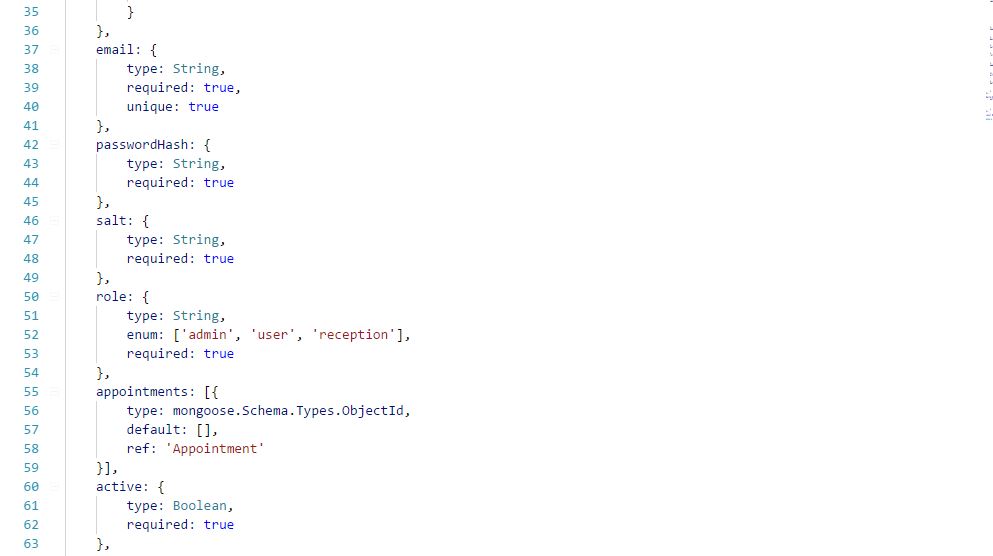 35 }
36 },
37 email: {
38 type: String,
39 required: true,
40 unique: true
41 },
42 passwordHash: {
43 type: String,
44 required: true
45 },
46 salt: {
47 type: String,
48 required: true
49 },
50 role: {
51 type: String,
52 enum: ['admin', 'user', 'reception'],
53 required: true
54 },
55 appointments: [{
56 type: mongoose.Schema.Types.ObjectId,
57 default: [],
58 ref: 'Appointment'
59 }],
60 active: {
61 type: Boolean,
62 required: true
63 },